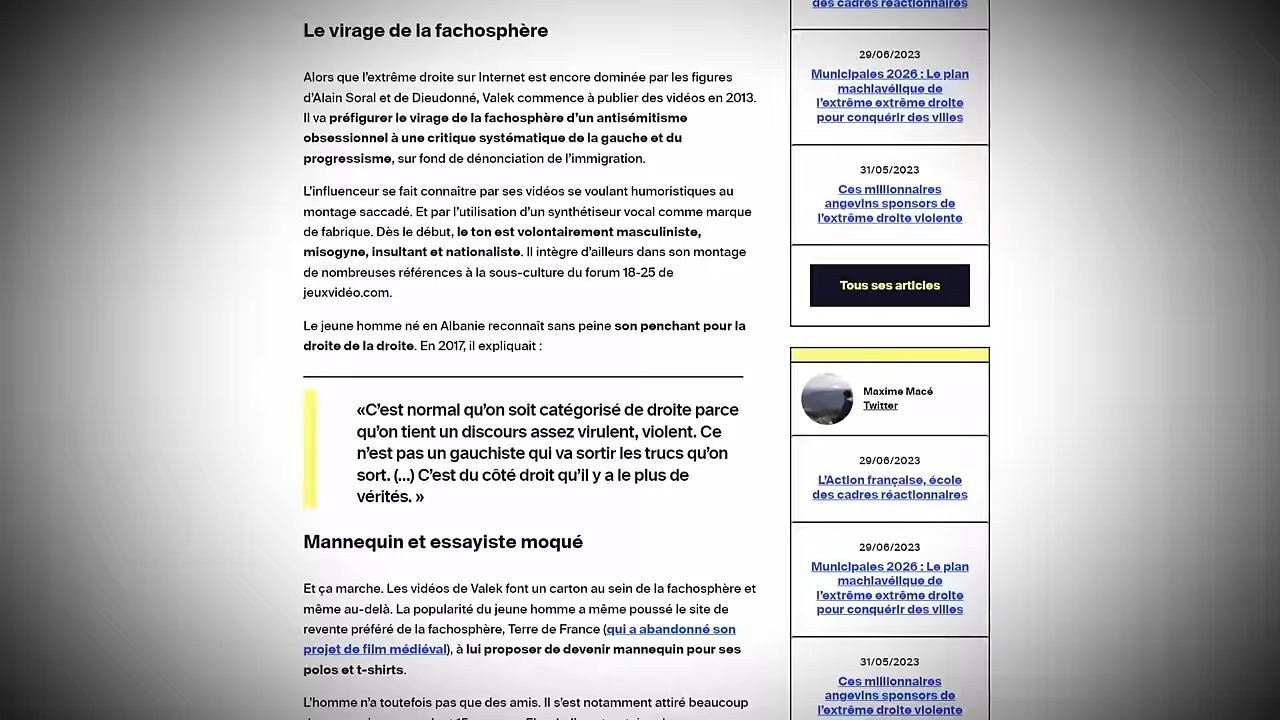 Le virage de la fachosphère
Alors que l'extrême droite sur Internet est encore dominée par les figures
d'Alain Soral et de Dieudonné, Valek commence à publier des vidéos en 2013.
Il va préfigurer le virage de la fachosphère d'un antisémitisme
obsessionnel à une critique systématique de la gauche et du
progressisme, sur fond de dénonciation de l'immigration.
L'influenceur se fait connaître par ses vidéos se voulant humoristiques au
montage saccadé. Et par l'utilisation d'un synthétiseur vocal comme marque
de fabrique. Dès le début, le ton est volontairement masculiniste,
misogyne, insultant et nationaliste. Il intègre d'ailleurs dans son montage
de nombreuses références à la sous-culture du forum 18-25 de
jeuxvidéo.com.
Le jeune homme né en Albanie reconnaît sans peine son penchant pour la
droite de la droite. En 2017, il expliquait :
«C'est normal qu'on soit catégorisé de droite parce
qu'on tient un discours assez virulent, violent. Ce
n'est pas un gauchiste qui va sortir les trucs qu'on
sort. (...) C'est du côté droit qu'il y a le plus de
vérités. »
Mannequin et essayiste moqué
Et ça marche. Les vidéos de Valek font un carton au sein de la fachosphère et
même au-delà. La popularité du jeune homme a même poussé le site de
revente préféré de la fachosphère, Terre de France (qui a abandonné son
projet de film médiéval), à lui proposer de devenir mannequin pour ses
polos et t-shirts.
L'homme n'a toutefois pas que des amis. Il s'est notamment attiré beaucoup
des cadres réactionnaires
29/06/2023
Municipales 2026 : Le plan
machiavélique de
l'extrême extrême droite
pour conquérir des villes
31/05/2023
Ces millionnaires
angevins sponsors de
l'extrême droite violente
Tous ses articles
Maxime Macé
Twitter
29/06/2023
L'Action française, école
des cadres réactionnaires
29/06/2023
Municipales 2026 : Le plan
machiavélique de
l'extrême extrême droite
pour conquérir des villes
31/05/2023
Ces millionnaires
angevins sponsors de
l'extrême droite violente